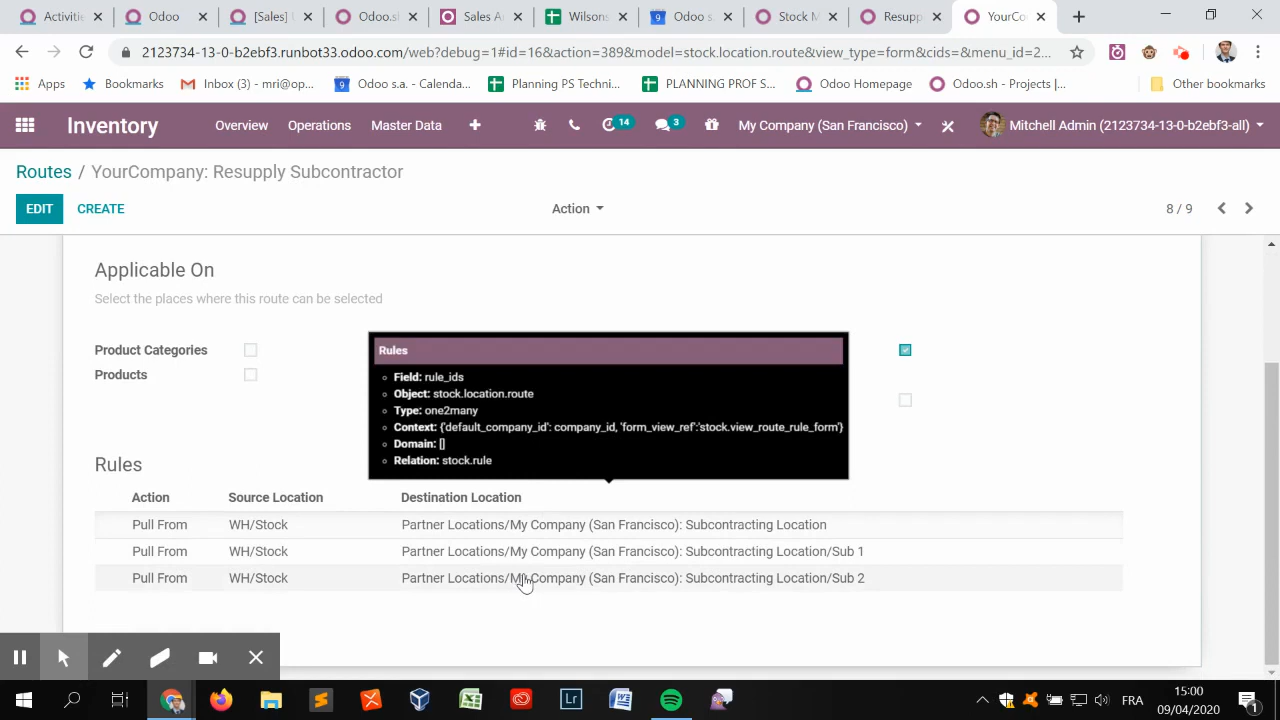 Activiti
Odoo
[Sales]
Odoo.sh
Sales A
Wilsons
Odoo s
Stock M
Resupp
YourCo
2123734-13-0-b2ebf3.runbot33.odoo.com/web?debug=1#id=16&action=389&model=stock.location.route&view_type=form&cids=&menu_id=2...
Apps Bookmarks Inbox (3) - mri@op... Odoo s.a. - Calenda... Planning PS Techni... PLANNING PROF S... Odoo Homepage Odoo.sh - Projects |... Other bookmarks
Inventory Overview Operations Master Data 14 3 My Company (San Francisco) Mitchell Admin (2123734-13-0-b2ebf3-all)
Routes / YourCompany: Resupply Subcontractor
EDIT CREATE Action 8 / 9
Applicable On
Select the places where this route can be selected
Product Categories
Products
Rules
Field: rule_ids
Object: stock.location.route
Type: one2many
Context: {'default_company_id': company_id, 'form_view_ref':'stock.view_route_rule_form'}
Domain: []
Relation: stock.rule
Rules
Action Source Location Destination Location
Pull From WH/Stock Partner Locations/My Company (San Francisco): Subcontracting Location
Pull From WH/Stock Partner Locations/My Company (San Francisco): Subcontracting Location/Sub 1
Pull From WH/Stock Partner Locations/My Company (San Francisco): Subcontracting Location/Sub 2
FRA
15:00
09/04/2020
1